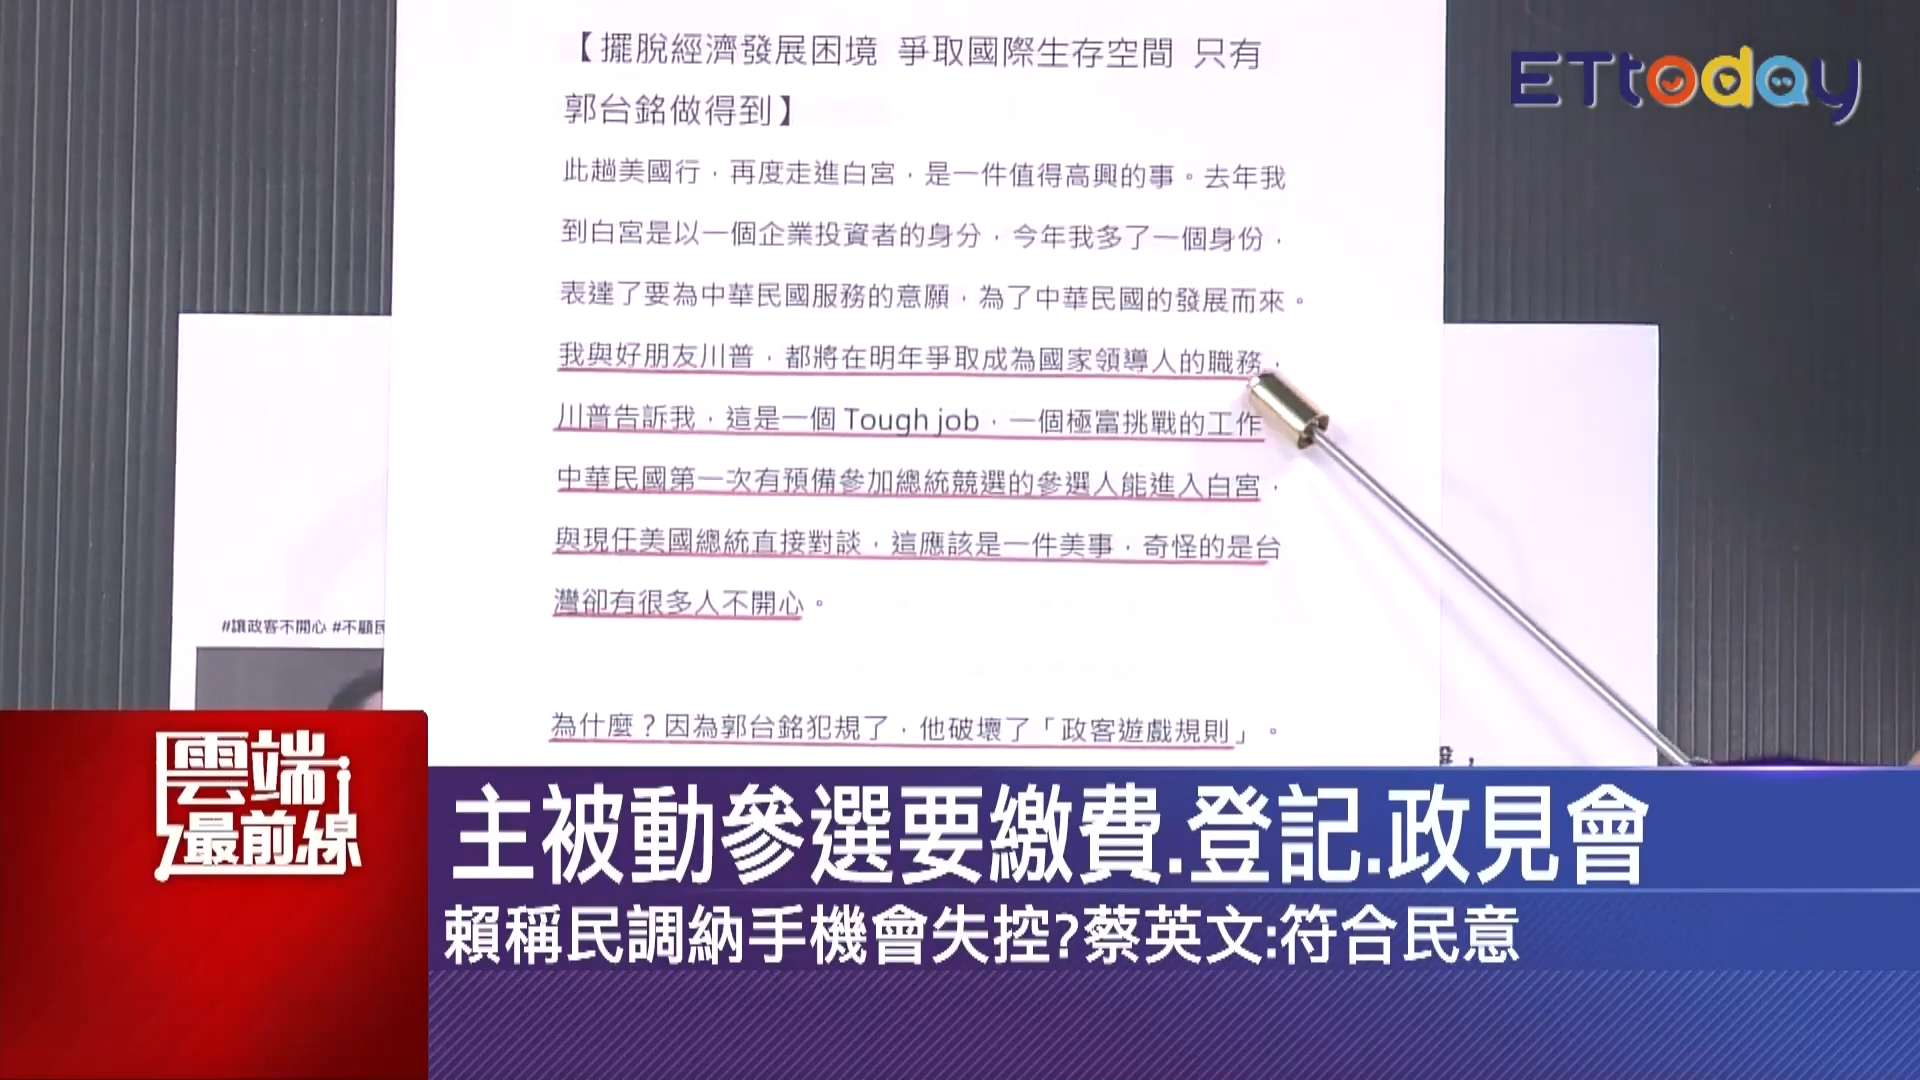 【擺脫經濟發展困境 爭取國際生存空間 只有
郭台銘做得到】
此趟美國行，再度走進白宮，是一件值得高興的事。去年我
到白宮是以一個企業投資者的身分，今年我多了一個身份，
表達了要為中華民國服務的意願，為了中華民國的發展而來。
我與好朋友川普，都將在明年爭取成為國家領導人的職務，
川普告訴我，這是一個 Tough job，一個極富挑戰的工作
中華民國第一次有預備參加總統競選的參選人能進入白宮，
與現任美國總統直接對談，這應該是一件美事，奇怪的是台
灣卻有很多人不開心。
為什麼？因為郭台銘犯規了，他破壞了「政客遊戲規則」。
ETtoday
#讓政客不開心 #不顧民
雲端
最前線
主被動參選要繳費.登記.政見會
賴稱民調納手機會失控?蔡英文:符合民意